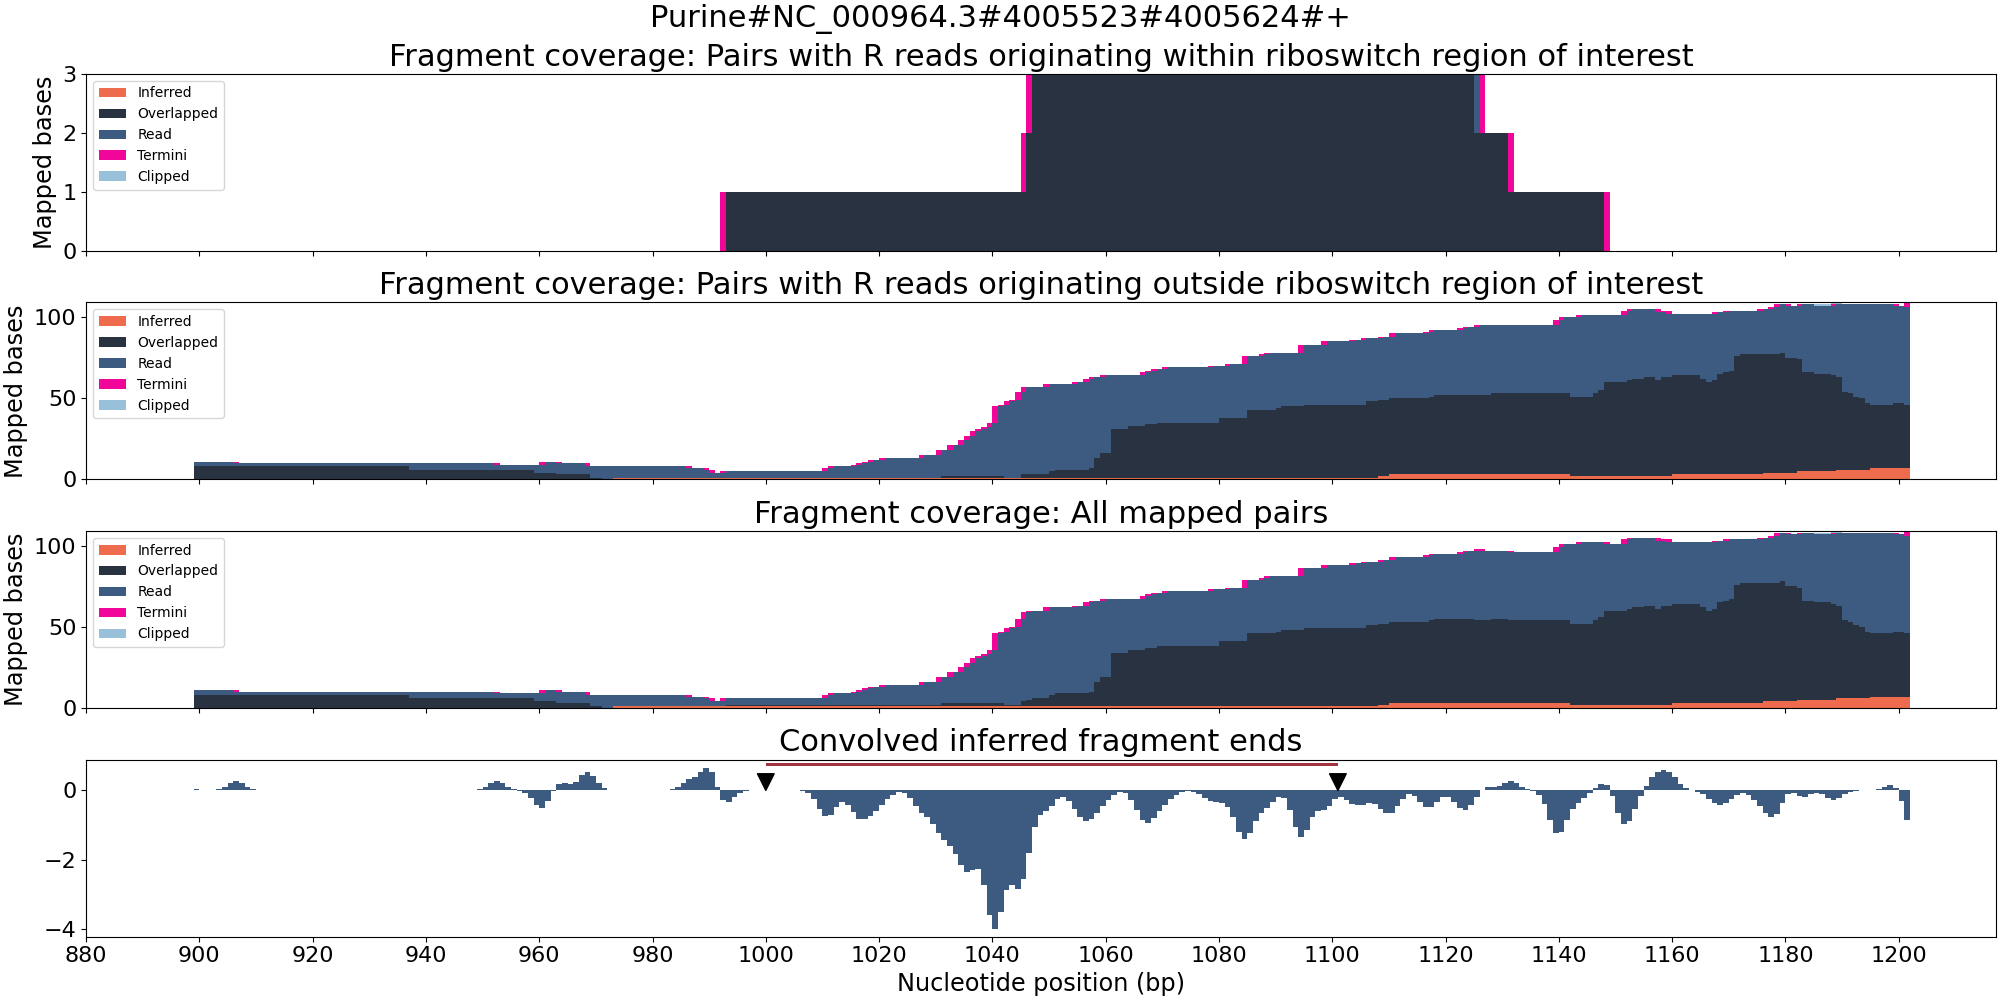 Purine#NC_000964.3#4005523#4005624#+
Fragment coverage: Pairs with R reads originating within riboswitch region of interest
Mapped bases
3
2
1
0
Inferred
Overlapped
Read
Termini
Clipped
Fragment coverage: Pairs with R reads originating outside riboswitch region of interest
Mapped bases
100
50
0
Inferred
Overlapped
Read
Termini
Clipped
Fragment coverage: All mapped pairs
Mapped bases
100
50
0
Inferred
Overlapped
Read
Termini
Clipped
Convolved inferred fragment ends
0
−2
−4
880 900 920 940 960 980 1000 1020 1040 1060 1080 1100 1120 1140 1160 1180 1200
Nucleotide position (bp)